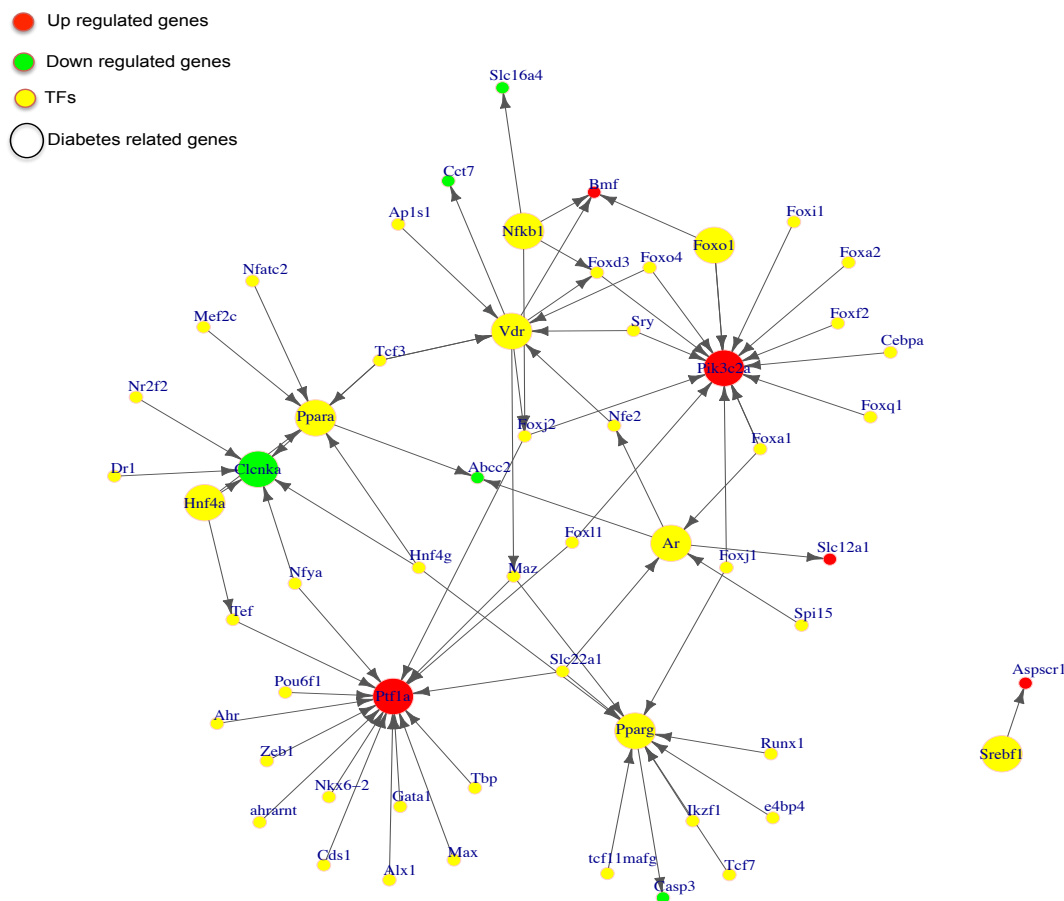 Up regulated genes
Down regulated genes
TFs
Diabetes related genes
Slc16a4
Cct7
Bmf
Ap1s1
Nfkb1
Foxo1
Foxi1
Foxd3
Foxo4
Foxa2
Nfatc2
Mef2c
Vdr
Sry
Foxf2
Cebpa
Tcf3
Pik3c2a
Nr2f2
Ppara
Foxj2
Nfe2
Foxq1
Foxa1
Dr1
Clcnka
Abcc2
Hnf4a
Foxl1
Ar
Slc12a1
Hnf4g
Foxj1
Nfya
Maz
Tef
Spi15
Slc22a1
Aspscr1
Pou6f1
Ptf1a
Ahr
Pparg
Zeb1
Runx1
Srebf1
Nkx6-2
Tbp
ahrarnt
Gata1
Ikzf1
e4bp4
Cds1
Alx1
Max
tcf11mafg
Tcf7
Casp3